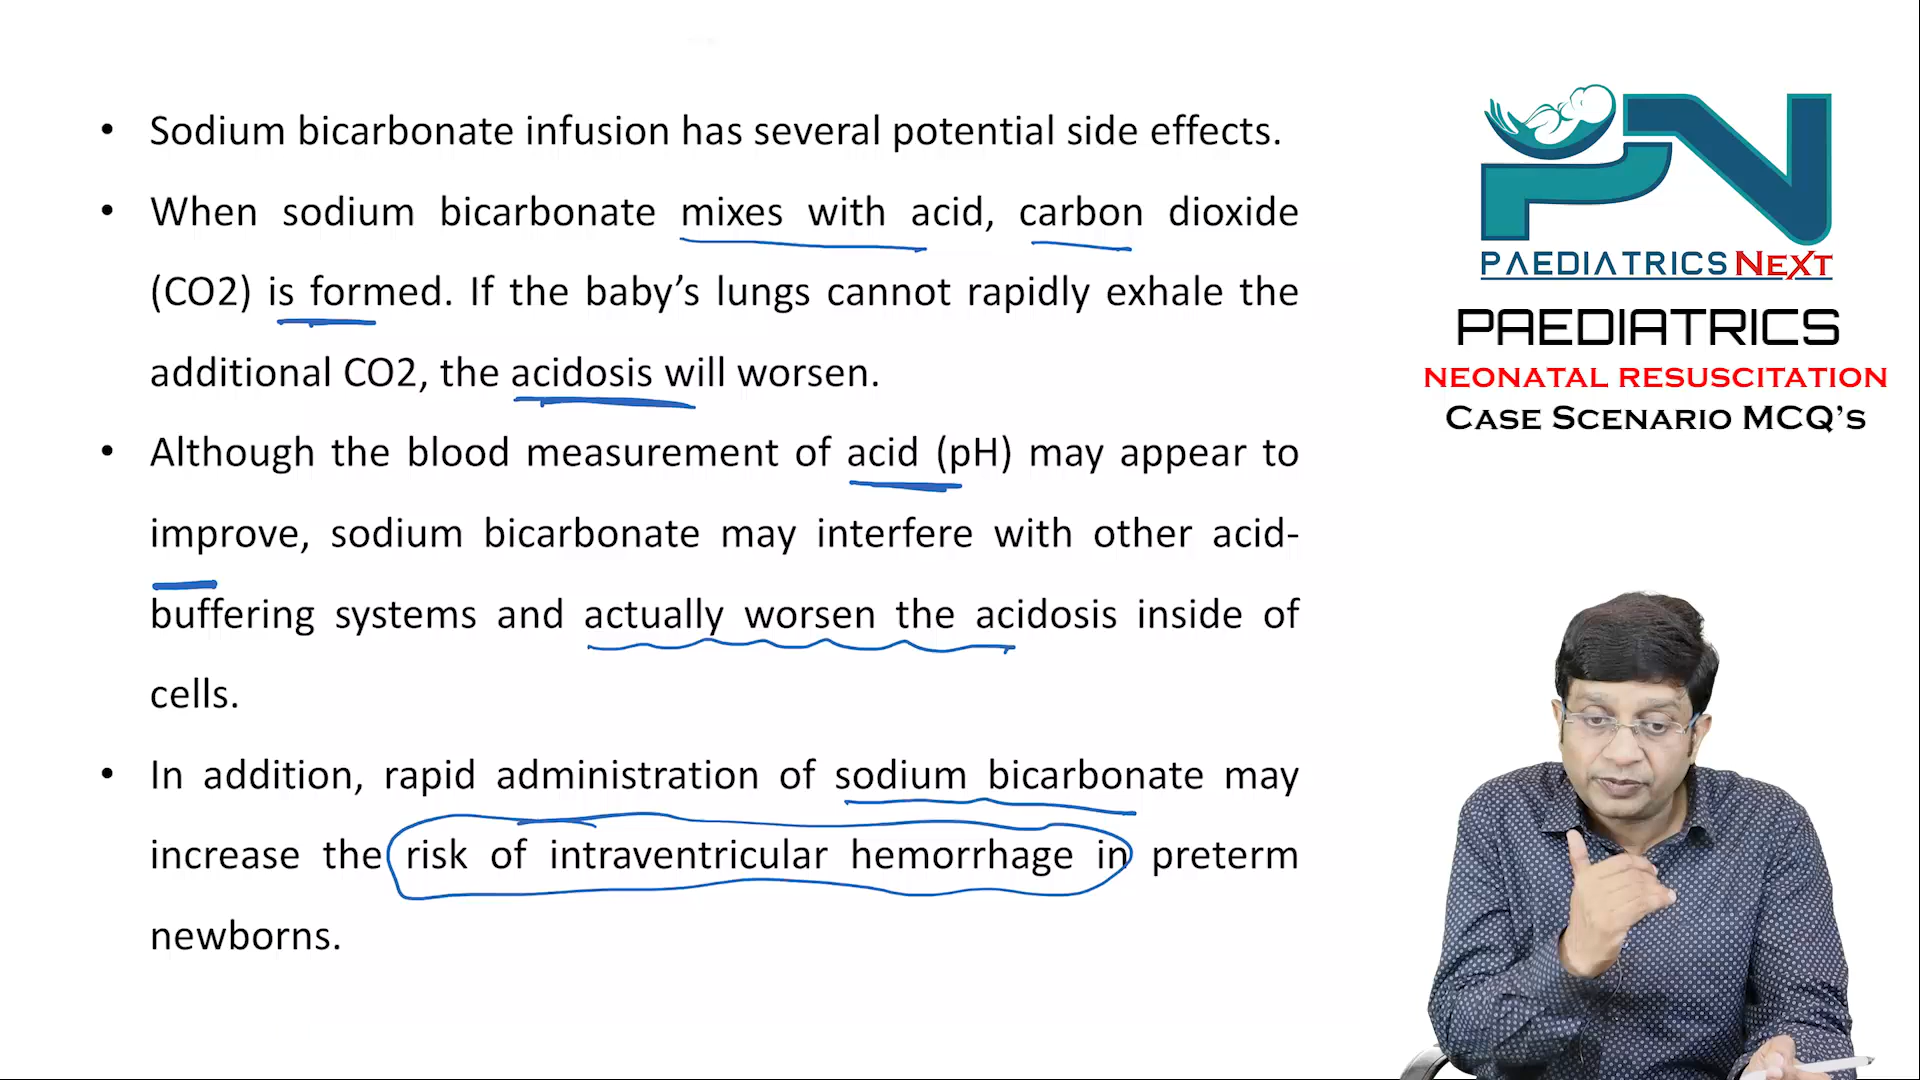 • Sodium bicarbonate infusion has several potential side effects.
• When sodium bicarbonate mixes with acid, carbon dioxide
(CO2) is formed. If the baby’s lungs cannot rapidly exhale the
additional CO2, the acidosis will worsen.
• Although the blood measurement of acid (pH) may appear to
improve, sodium bicarbonate may interfere with other acid-
buffering systems and actually worsen the acidosis inside of
cells.
• In addition, rapid administration of sodium bicarbonate may
increase the risk of intraventricular hemorrhage in preterm
newborns.
PN
PAEDIATRICS NEXT
PAEDIATRICS
NEONATAL RESUSCITATION
CASE SCENARIO MCQ’S